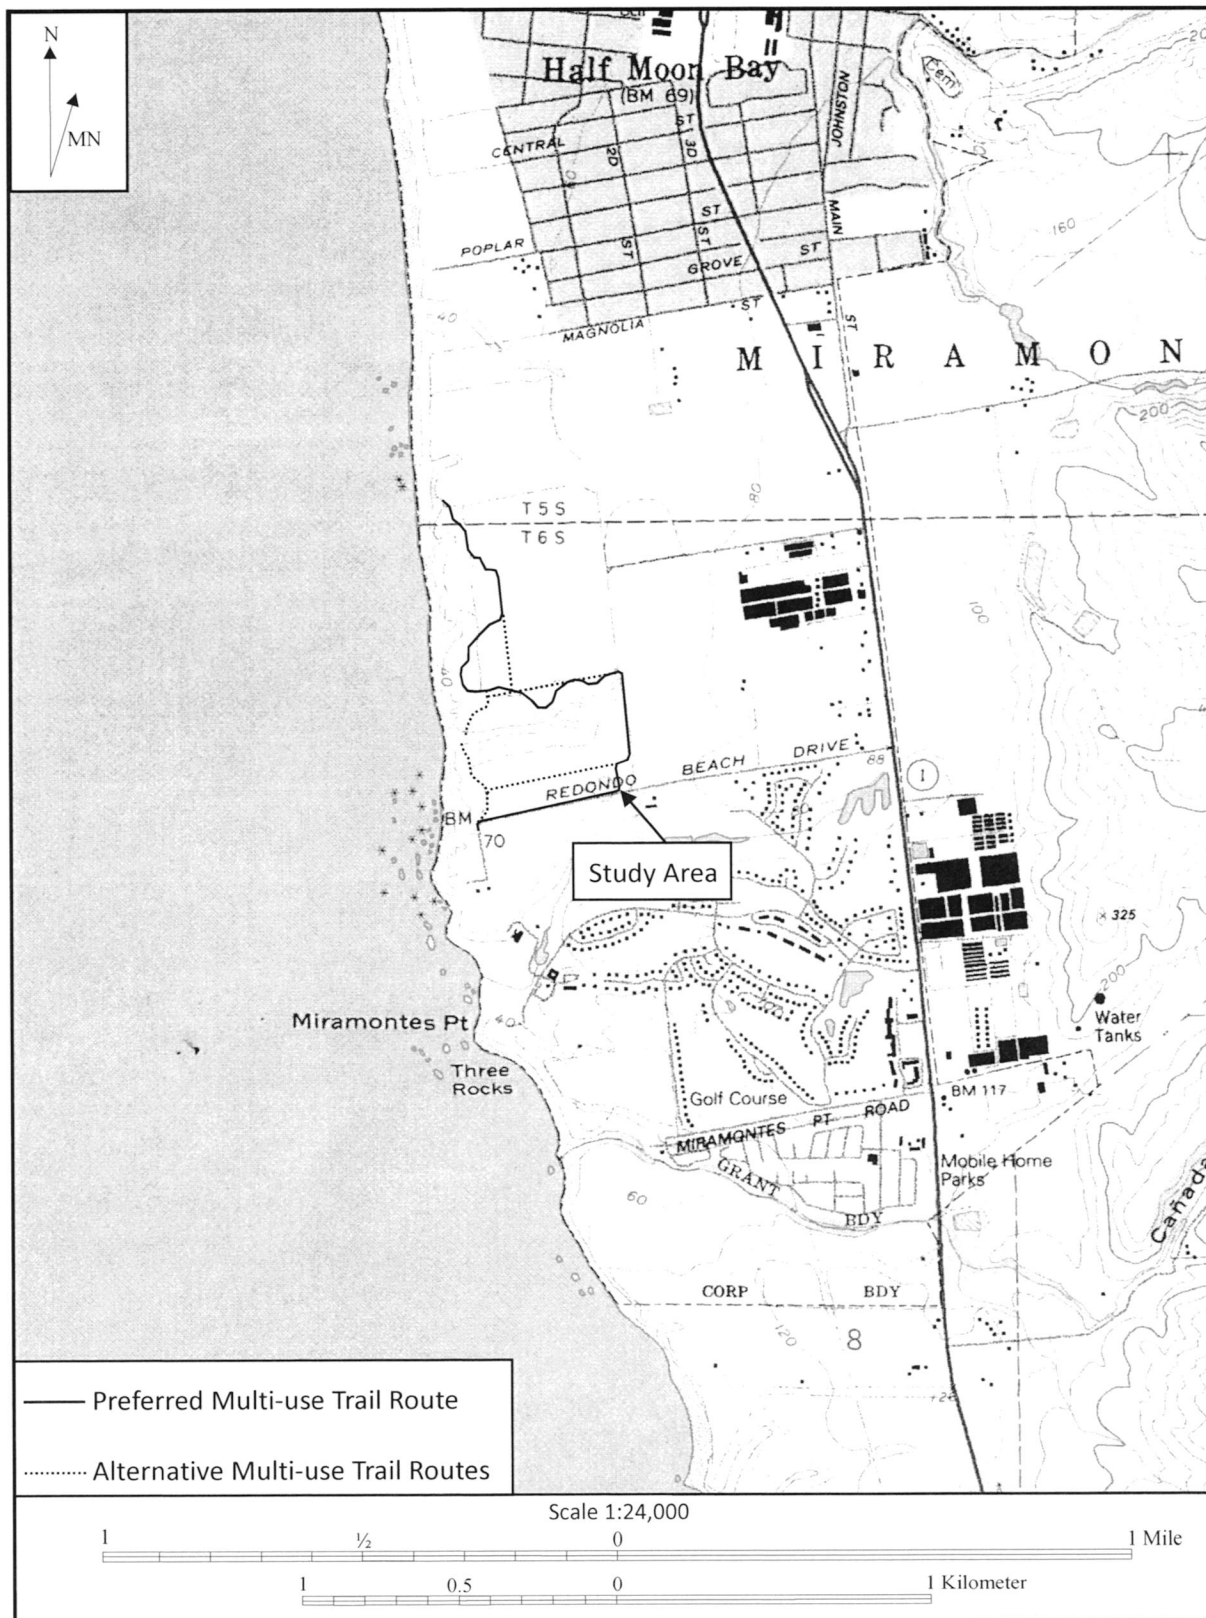 N
MN
Half Moon Bay
(BM 69)
Cem
JOHNSTON
CENTRAL
ST
2D
3D
MAIN
ST
ST
160
POPLAR
1ST
GROVE
ST
40
MAGNOLIA
ST
ST
M I R A M O N
200
80
T 5 S
T 6 S
100
40
REDONDO BEACH DRIVE
88
1
BM
70
Study Area
325
200
Water
Tanks
Miramontes Pt
40
Three
Rocks
Golf Course
BM 117
MIRAMONTES PT ROAD
Mobile Home
Parks
GRANT
BDY
60
Cañada
CORP BDY
120
8
Preferred Multi-use Trail Route
Alternative Multi-use Trail Routes
Scale 1:24,000
1 ½ 0 1 Mile
1 0.5 0 1 Kilometer